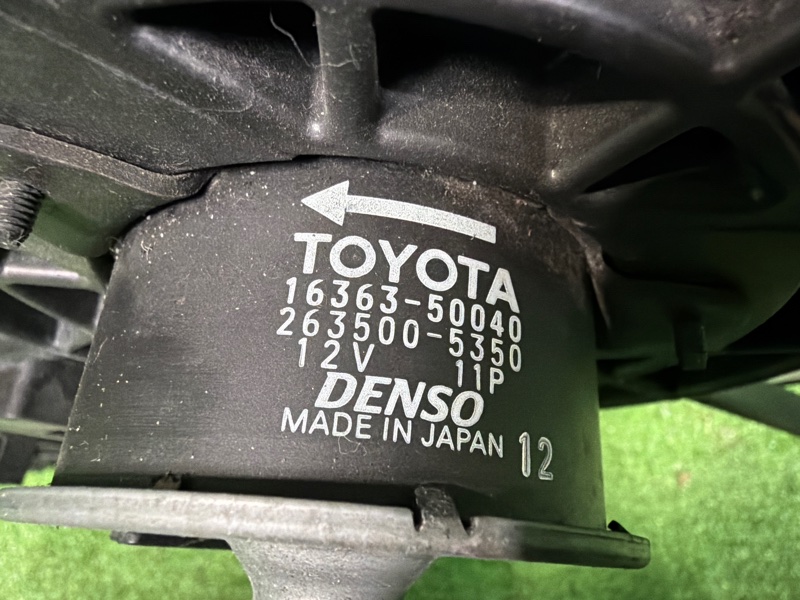 TOYOTA
16363-50040
263500-5350
12V 11P
DENSO
MADE IN JAPAN 12